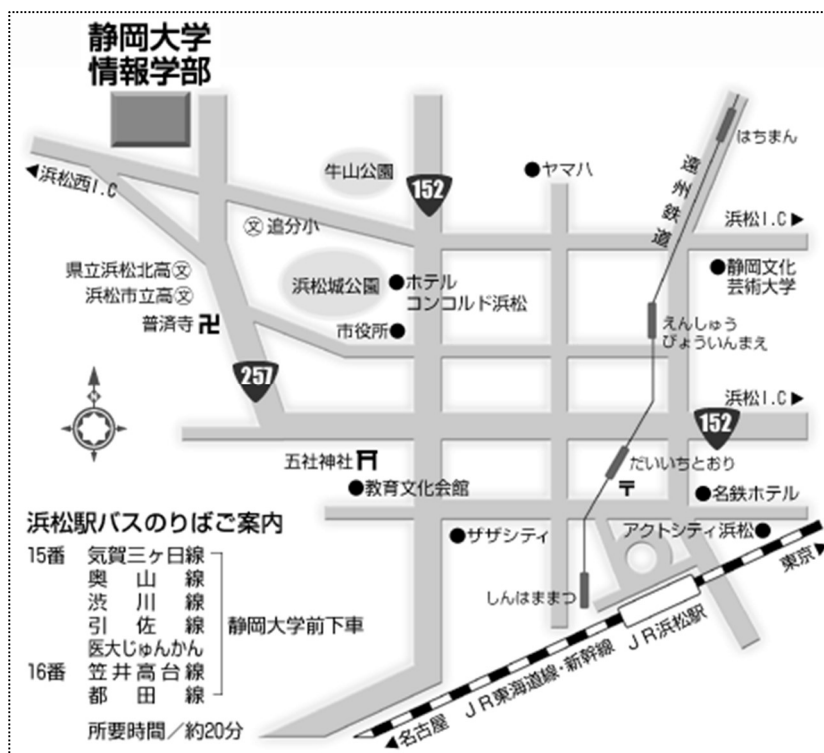 静岡大学
情報学部
はちまん
牛山公園
152
ヤマハ
遠州鉄道
浜松西I.C
追分小
浜松I.C
県立浜松北高
浜松市立高
浜松城公園
ホテル
コンコルド浜松
静岡文化
芸術大学
普済寺
市役所
えんしゅう
びょういんまえ
257
N
浜松I.C
152
五社神社
だいいちとおり
教育文化会館
〒
名鉄ホテル
ザザシティ
アクトシティ浜松
東京
しんはままつ
JR浜松駅
JR東海道線・新幹線
名古屋
浜松駅バスのりばご案内
15番 気賀三ヶ日線
奥山線
渋川線
引佐線
静岡大学前下車
医大じゅんかん
16番 笠井高台線
都田線
所要時間/約20分